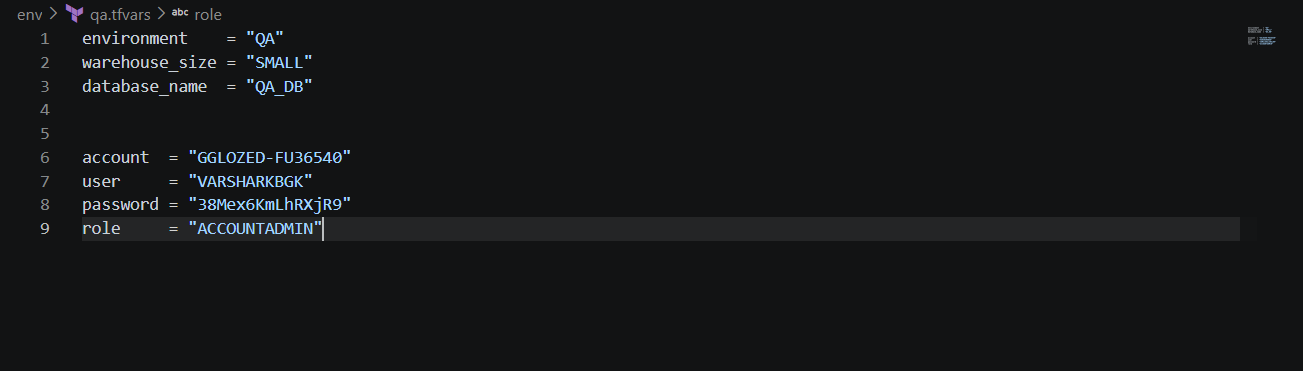 env > qa.tfvars > abc role
1 environment    = "QA"
2 warehouse_size = "SMALL"
3 database_name  = "QA_DB"
4
5
6 account  = "GGLOZED-FU36540"
7 user     = "VARSHARKBGK"
8 password = "38Mex6KmLhRXjR9"
9 role     = "ACCOUNTADMIN"